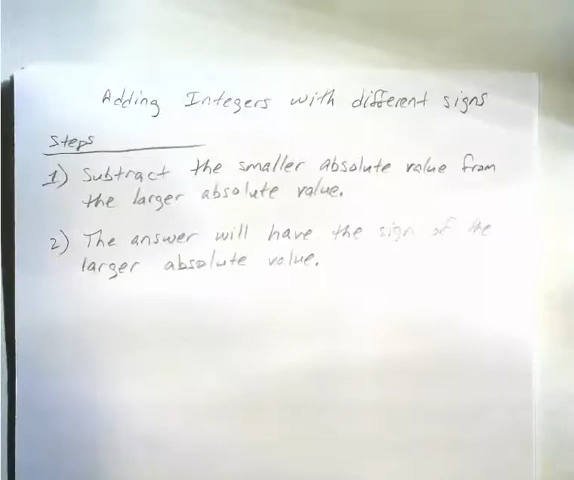 Adding Integers with different signs
Steps
1) Subtract the smaller absolute value from
the larger absolute value.
2) The answer will have the sign of the
larger absolute value.